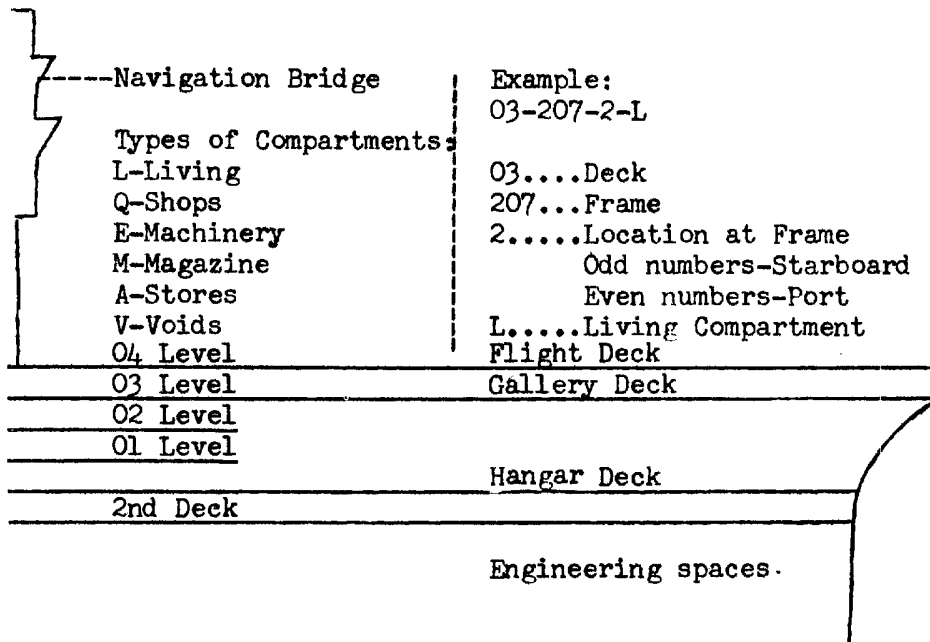 Navigation Bridge
Types of Compartments:
L-Living
Q-Shops
E-Machinery
M-Magazine
A-Stores
V-Voids
Example:
03-207-2-L
03....Deck
207...Frame
2.....Location at Frame
Odd numbers-Starboard
Even numbers-Port
L.....Living Compartment
04 Level Flight Deck
03 Level Gallery Deck
02 Level
01 Level
Hangar Deck
2nd Deck
Engineering spaces.